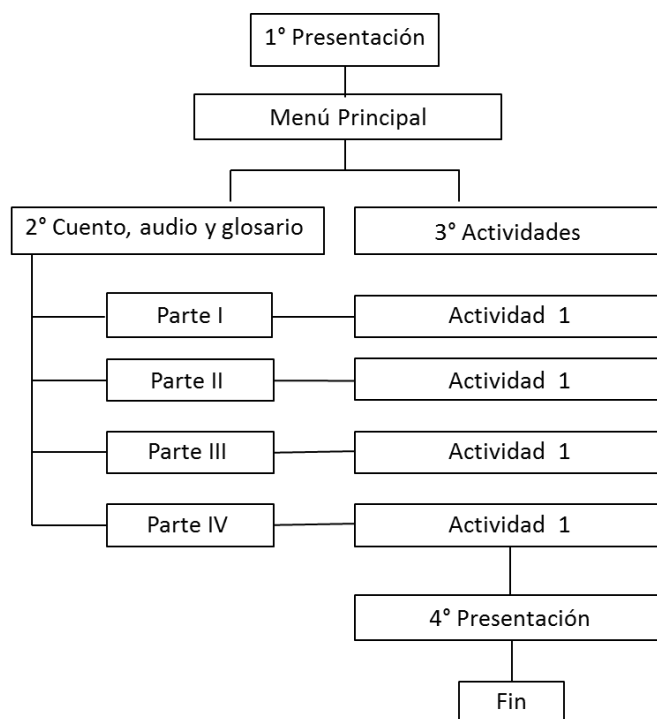 1° Presentación
Menú Principal
2° Cuento, audio y glosario
3° Actividades
Parte I
Actividad 1
Parte II
Actividad 1
Parte III
Actividad 1
Parte IV
Actividad 1
4° Presentación
Fin